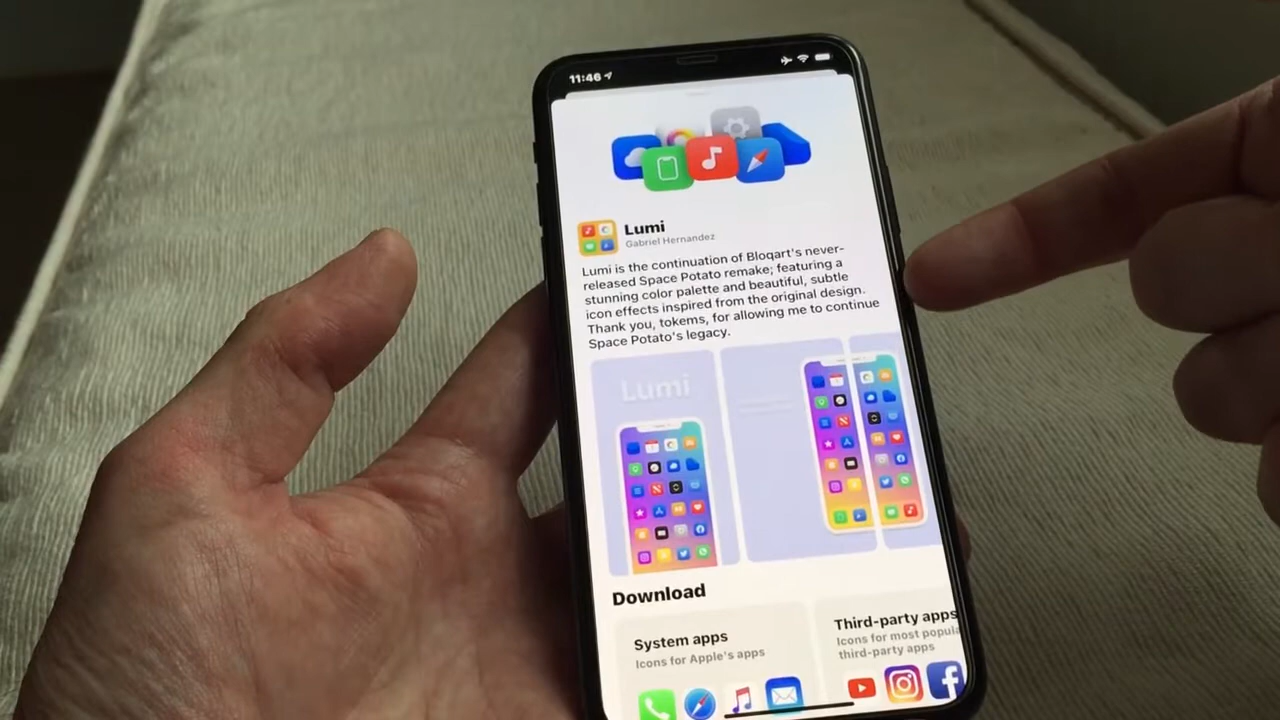 11:46
Lumi
Gabriel Hernandez
Lumi is the continuation of Bloqart's never-
released Space Potato remake; featuring a
stunning color palette and beautiful, subtle
icon effects inspired from the original design.
Thank you, tokems, for allowing me to continue
Space Potato's legacy.
Lumi
Download
System apps
Icons for Apple's apps
Third-party apps
Icons for most popula
third-party apps